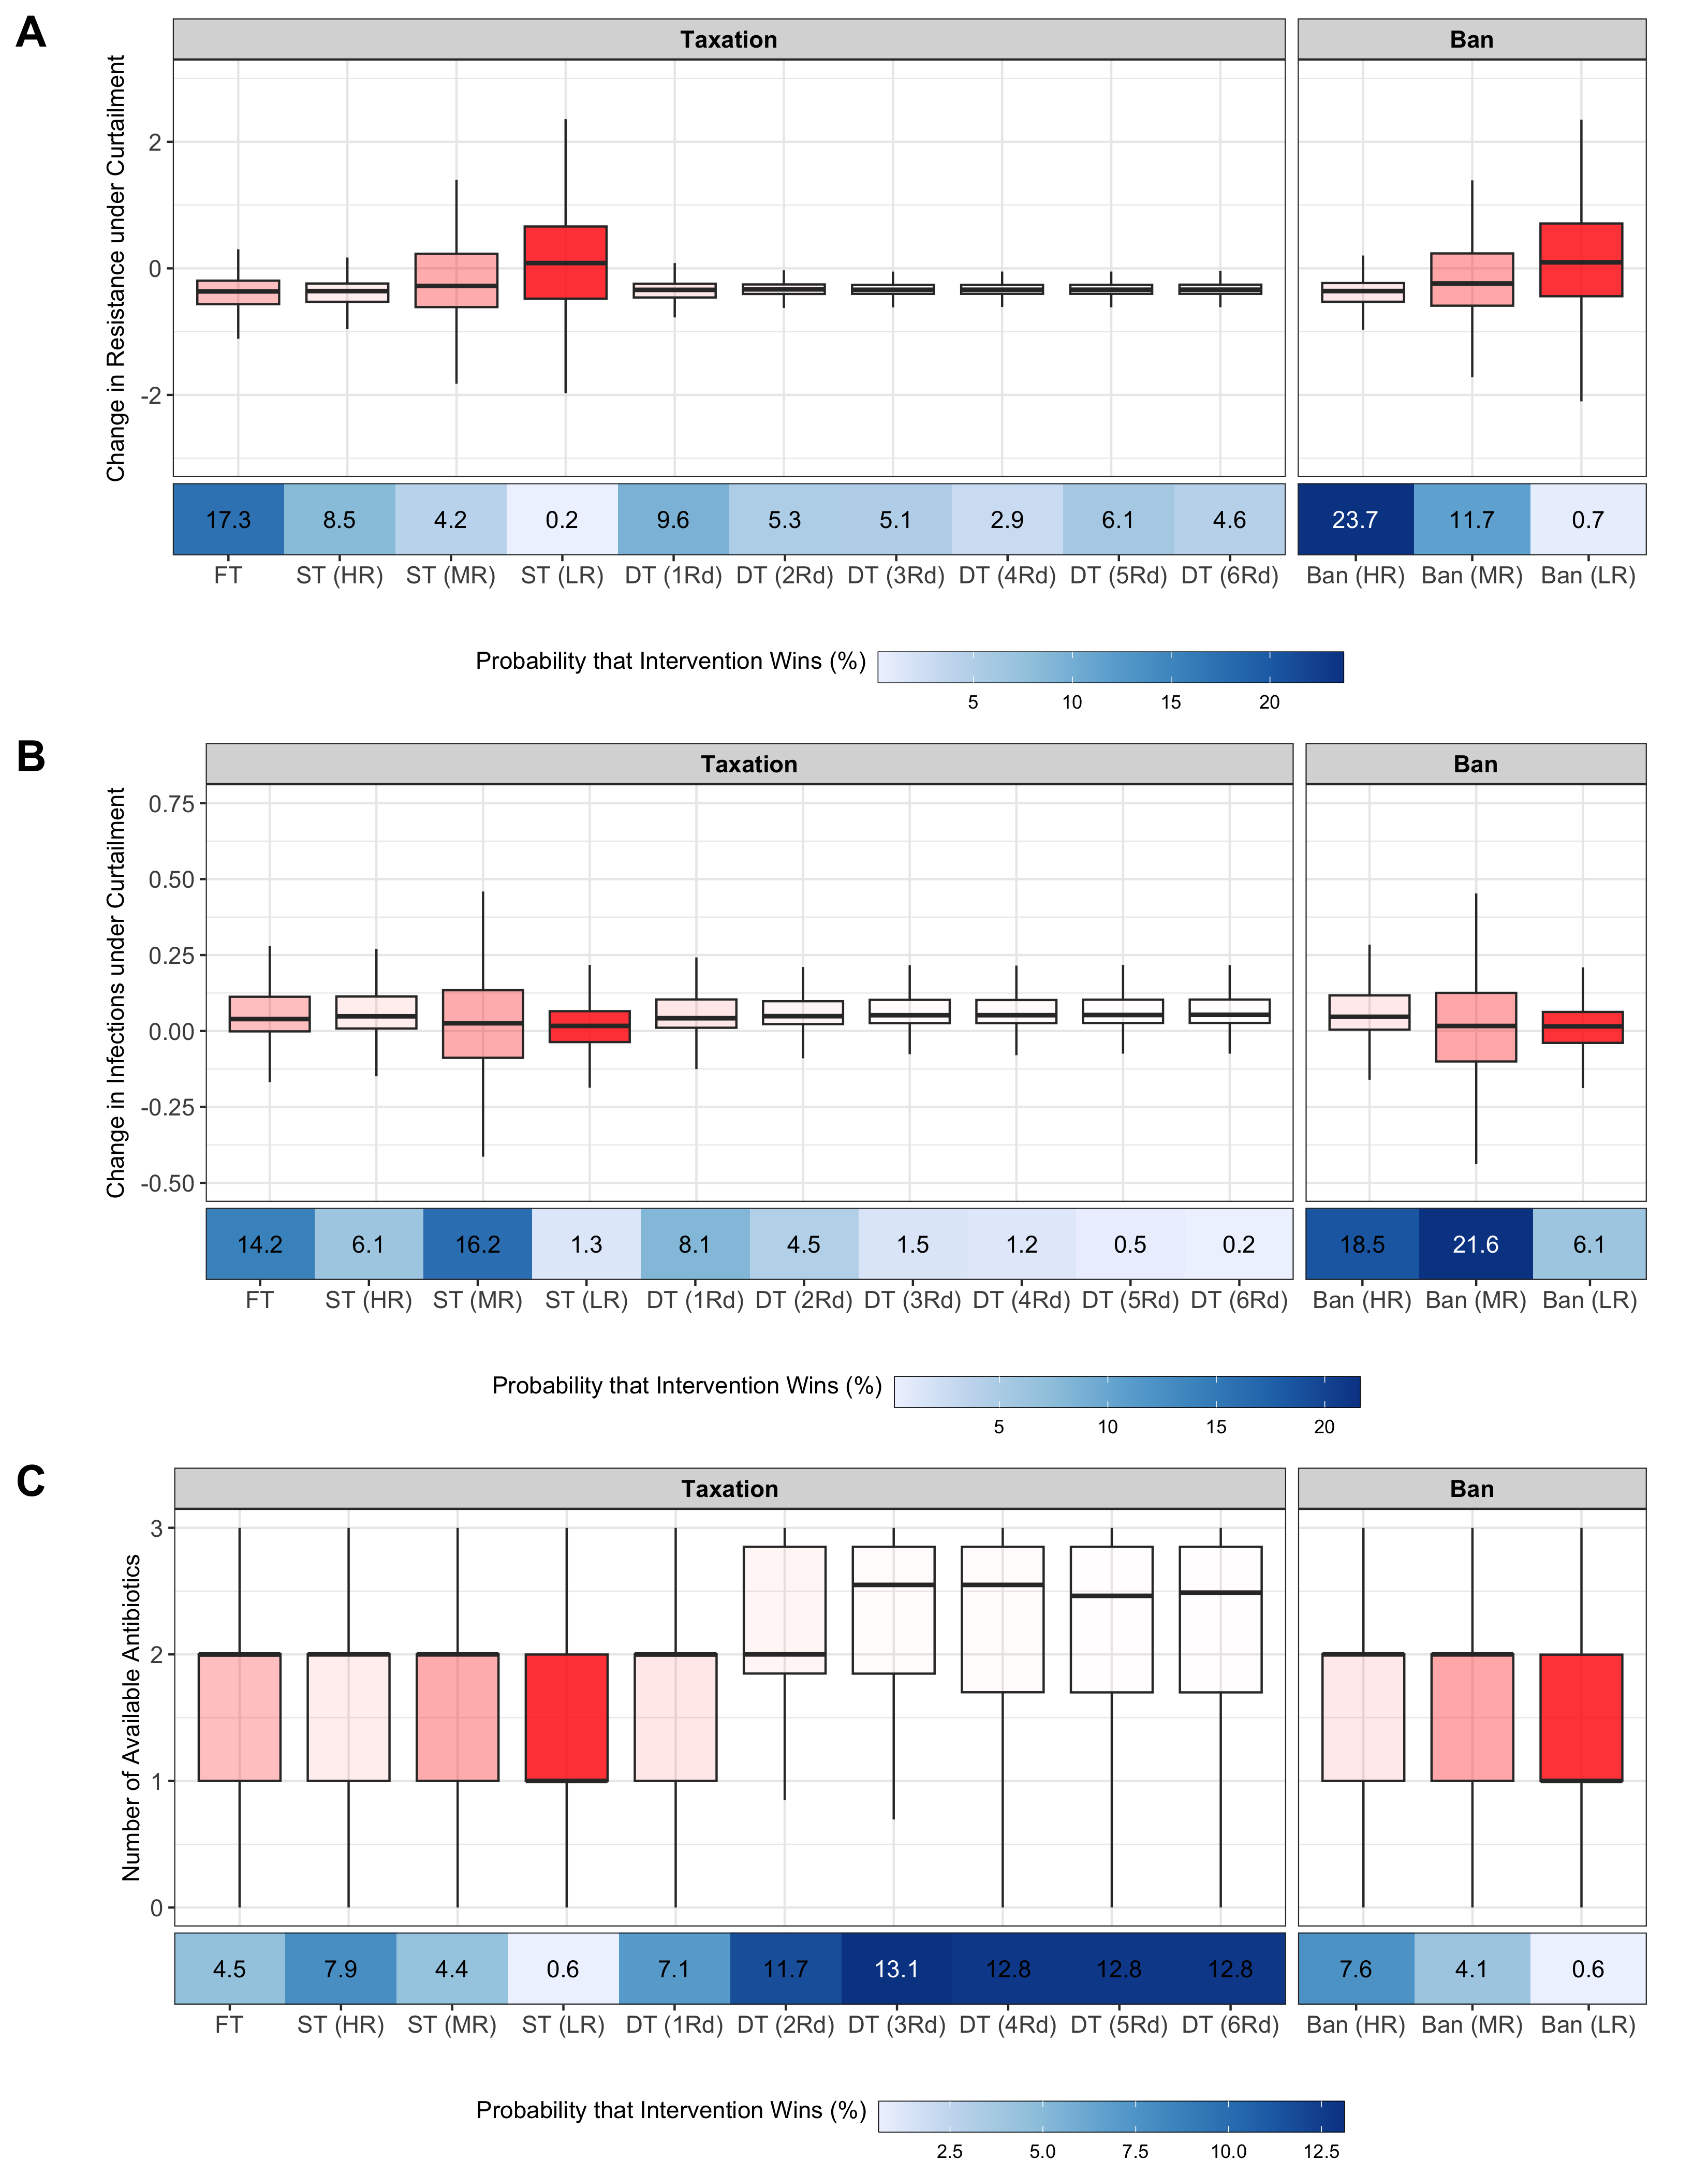 A
Taxation
Ban
Change in Resistance under Curtailment
2
0
-2
17.3 8.5 4.2 0.2 9.6 5.3 5.1 2.9 6.1 4.6 23.7 11.7 0.7
FT ST (HR) ST (MR) ST (LR) DT (1Rd) DT (2Rd) DT (3Rd) DT (4Rd) DT (5Rd) DT (6Rd) Ban (HR) Ban (MR) Ban (LR)
Probability that Intervention Wins (%)
5 10 15 20
B
Taxation
Ban
Change in Infections under Curtailment
0.75
0.50
0.25
0.00
-0.25
-0.50
14.2 6.1 16.2 1.3 8.1 4.5 1.5 1.2 0.5 0.2 18.5 21.6 6.1
FT ST (HR) ST (MR) ST (LR) DT (1Rd) DT (2Rd) DT (3Rd) DT (4Rd) DT (5Rd) DT (6Rd) Ban (HR) Ban (MR) Ban (LR)
Probability that Intervention Wins (%)
5 10 15 20
C
Taxation
Ban
Number of Available Antibiotics
3
2
1
0
4.5 7.9 4.4 0.6 7.1 11.7 13.1 12.8 12.8 12.8 7.6 4.1 0.6
FT ST (HR) ST (MR) ST (LR) DT (1Rd) DT (2Rd) DT (3Rd) DT (4Rd) DT (5Rd) DT (6Rd) Ban (HR) Ban (MR) Ban (LR)
Probability that Intervention Wins (%)
2.5 5.0 7.5 10.0 12.5